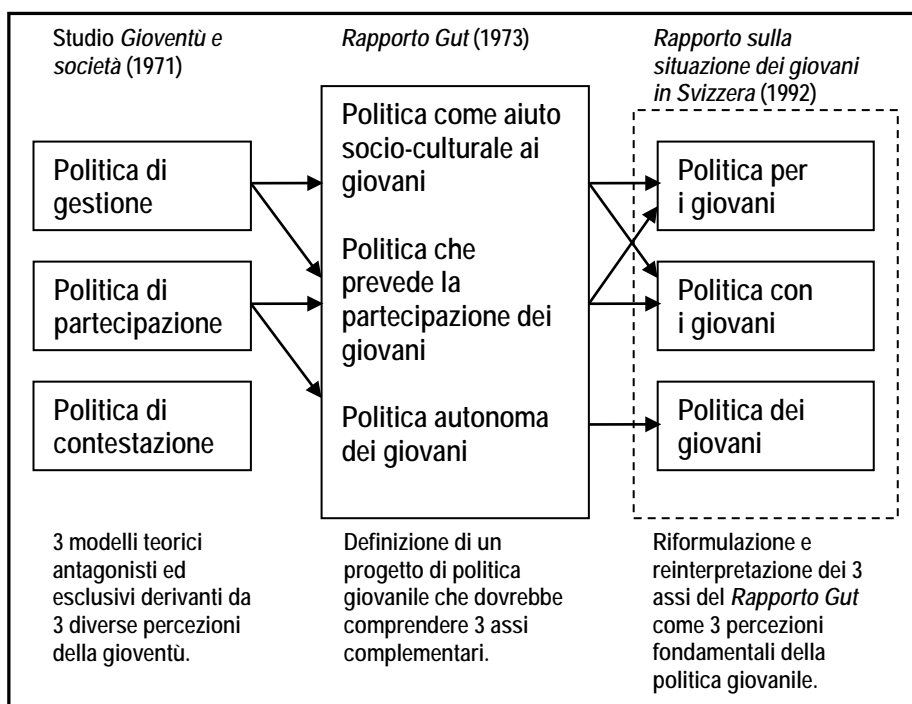 Studio Gioventù e
società (1971)
Politica di
gestione
Politica di
partecipazione
Politica di
contestazione
3 modelli teorici
antagonisti ed
esclusivi derivanti da
3 diverse percezioni
della gioventù.
Rapporto Gut (1973)
Politica come aiuto
socio-culturale ai
giovani
Politica che
prevede la
partecipazione dei
giovani
Politica autonoma
dei giovani
Definizione di un
progetto di politica
giovanile che dovrebbe
comprendere 3 assi
complementari.
Rapporto sulla
situazione dei giovani
in Svizzera (1992)
Politica per
i giovani
Politica con
i giovani
Politica dei
giovani
Riformulazione e
reinterpretazione dei 3
assi del Rapporto Gut
come 3 percezioni
fondamentali della
politica giovanile.